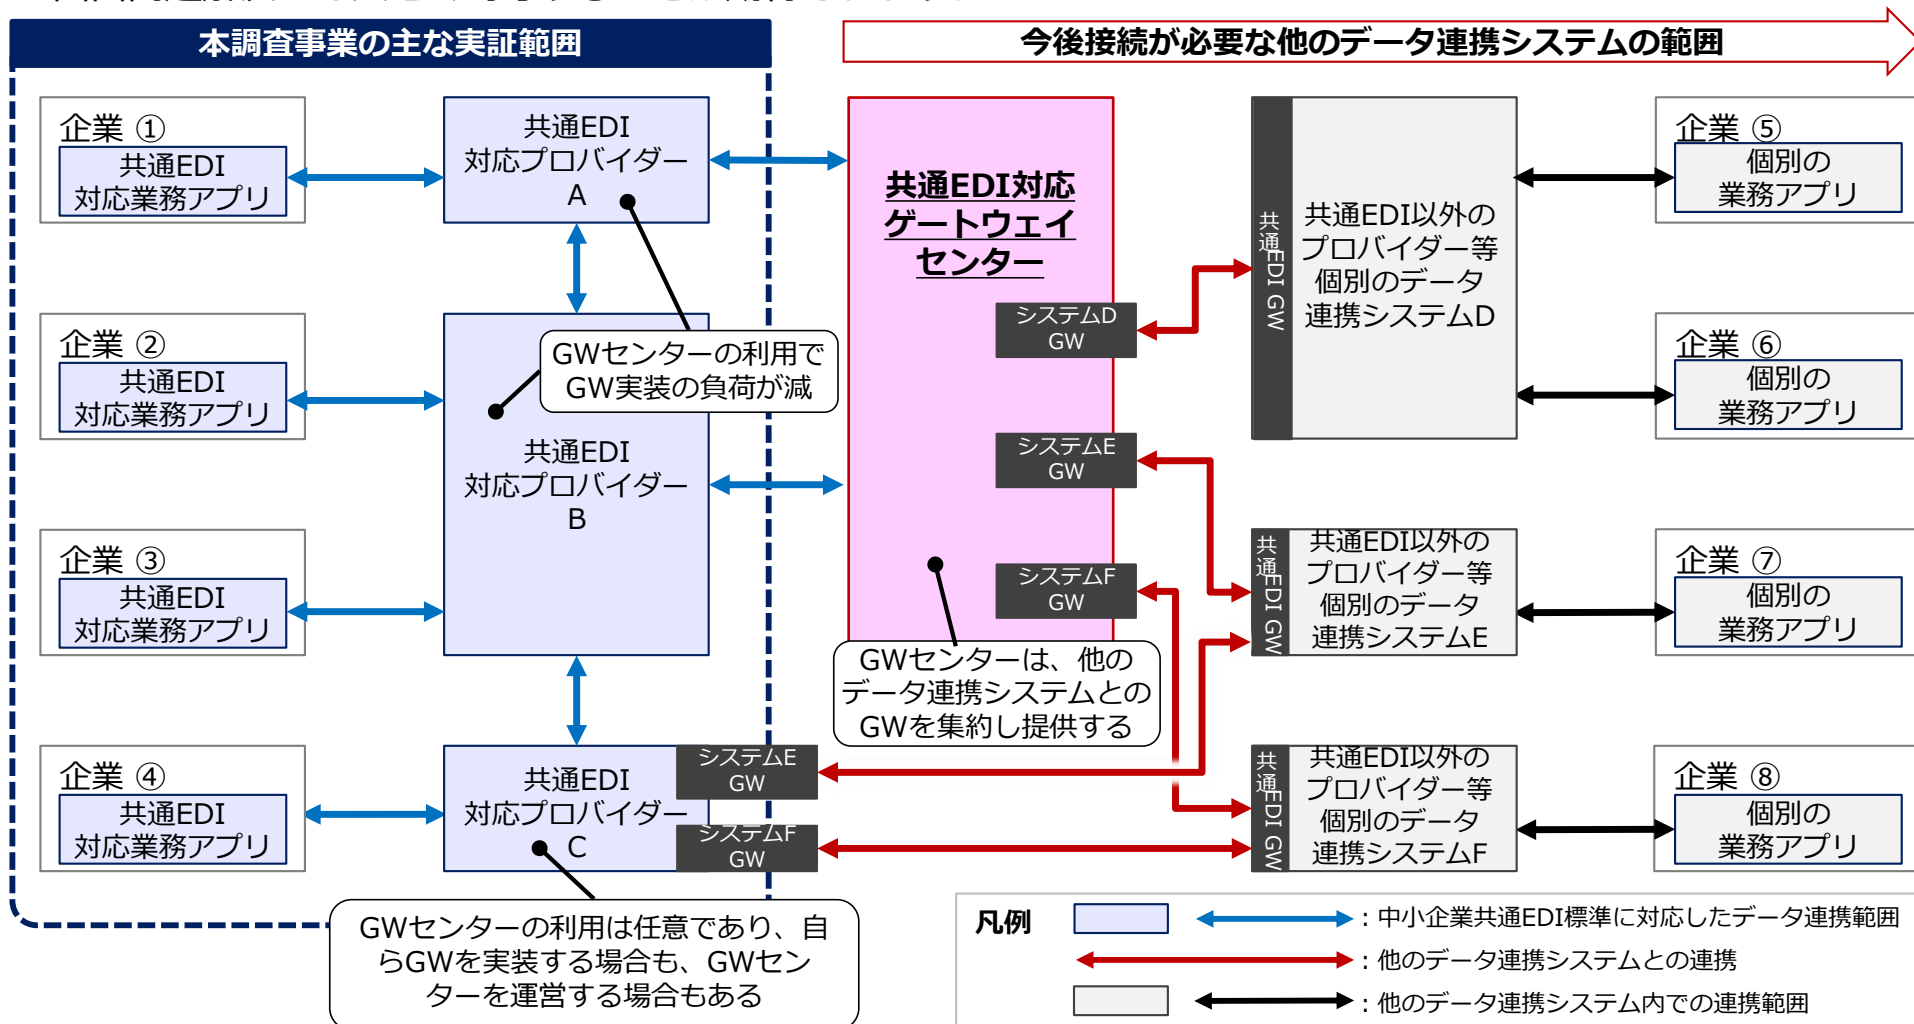 本調査事業の主な実証範囲
今後接続が必要な他のデータ連携システムの範囲
企業 ①
共通EDI
対応業務アプリ
企業 ②
共通EDI
対応業務アプリ
企業 ③
共通EDI
対応業務アプリ
企業 ④
共通EDI
対応業務アプリ
共通EDI
対応プロバイダー
A
GWセンターの利用で
GW実装の負荷が減
共通EDI
対応プロバイダー
B
共通EDI
対応プロバイダー
C
システムE
GW
システムF
GW
GWセンターの利用は任意であり、自
らGWを実装する場合も、GWセン
ターを運営する場合もある
共通EDI対応
ゲートウェイ
センター
システムD
GW
システムE
GW
システムF
GW
GWセンターは、他の
データ連携システムとの
GWを集約し提供する
共通EDI GW
共通EDI以外の
プロバイダー等
個別のデータ
連携システムD
共通EDI GW
共通EDI以外の
プロバイダー等
個別のデータ
連携システムE
共通EDI GW
共通EDI以外の
プロバイダー等
個別のデータ
連携システムF
企業 ⑤
個別の
業務アプリ
企業 ⑥
個別の
業務アプリ
企業 ⑦
個別の
業務アプリ
企業 ⑧
個別の
業務アプリ
凡例
：中小企業共通EDI標準に対応したデータ連携範囲
：他のデータ連携システムとの連携
：他のデータ連携システム内での連携範囲